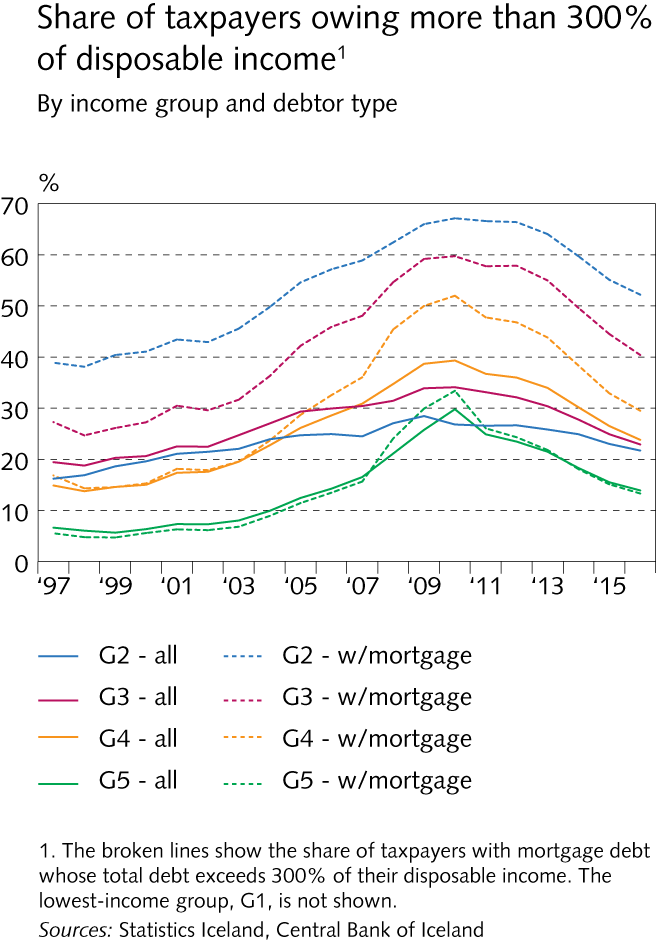 Share of taxpayers owing more than 300%
of disposable income¹
By income group and debtor type
%
70
60
50
40
30
20
10
0
‘97 ‘99 ‘01 ‘03 ‘05 ‘07 ‘09 ‘11 ‘13 ‘15
G2 - all G2 - w/mortgage
G3 - all G3 - w/mortgage
G4 - all G4 - w/mortgage
G5 - all G5 - w/mortgage
1. The broken lines show the share of taxpayers with mortgage debt
whose total debt exceeds 300% of their disposable income. The
lowest-income group, G1, is not shown.
Sources: Statistics Iceland, Central Bank of Iceland